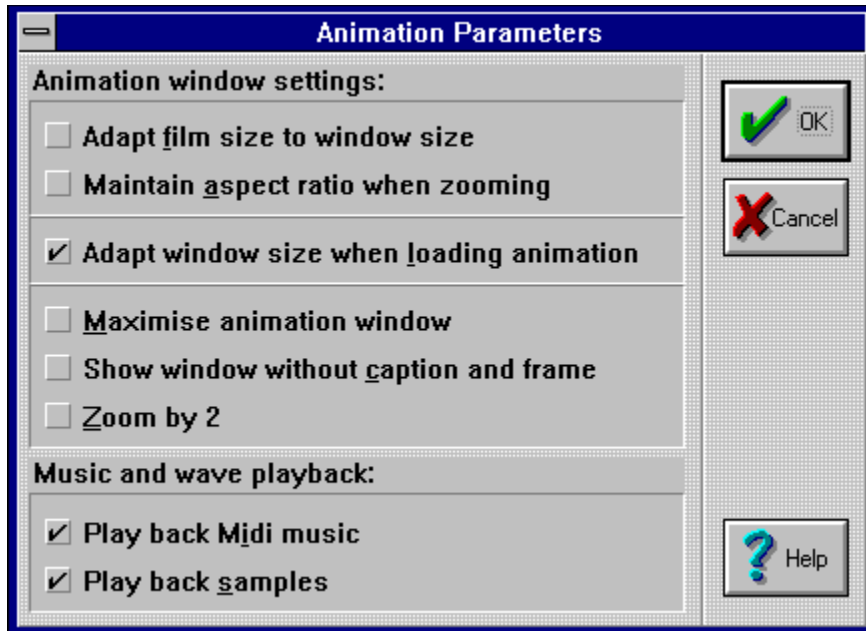 Animation Parameters
Animation window settings:
Adapt film size to window size
Maintain aspect ratio when zooming
Adapt window size when loading animation
Maximise animation window
Show window without caption and frame
Zoom by 2
Music and wave playback:
Play back Midi music
Play back samples
OK
Cancel
Help